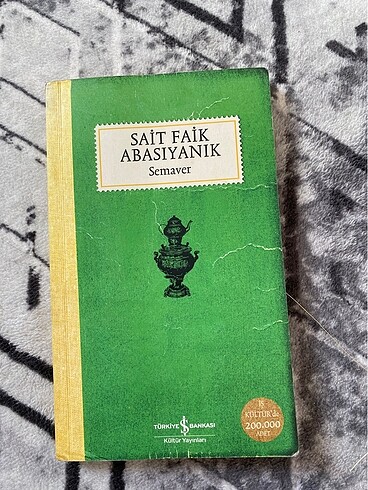 SAİT FAİK
ABASIYANIK
Semaver
TÜRKİYE İŞ BANKASI
Kültür Yayınları
İŞ
KÜLTÜR'de
200.000
ADET